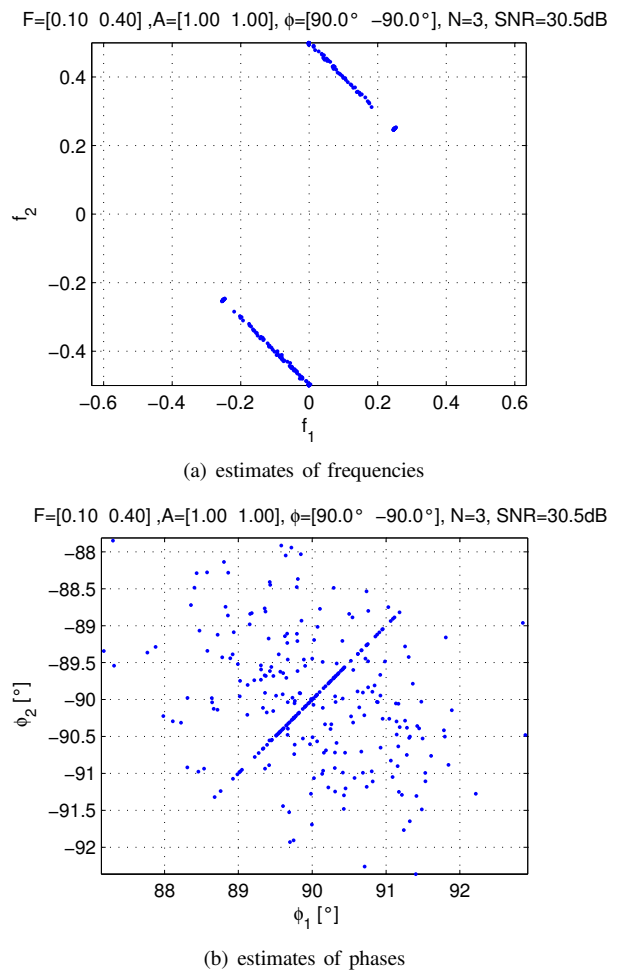 F=[0.10 0.40] ,A=[1.00 1.00], ϕ=[90.0° −90.0°], N=3, SNR=30.5dB
0.4
0.2
0
−0.2
−0.4
f_2
−0.6 −0.4 −0.2 0 0.2 0.4 0.6
f_1
(a) estimates of frequencies
F=[0.10 0.40] ,A=[1.00 1.00], ϕ=[90.0° −90.0°], N=3, SNR=30.5dB
−88
−88.5
−89
−89.5
−90
−90.5
−91
−91.5
−92
ϕ_2 [°]
88 89 90 91 92
ϕ_1 [°]
(b) estimates of phases